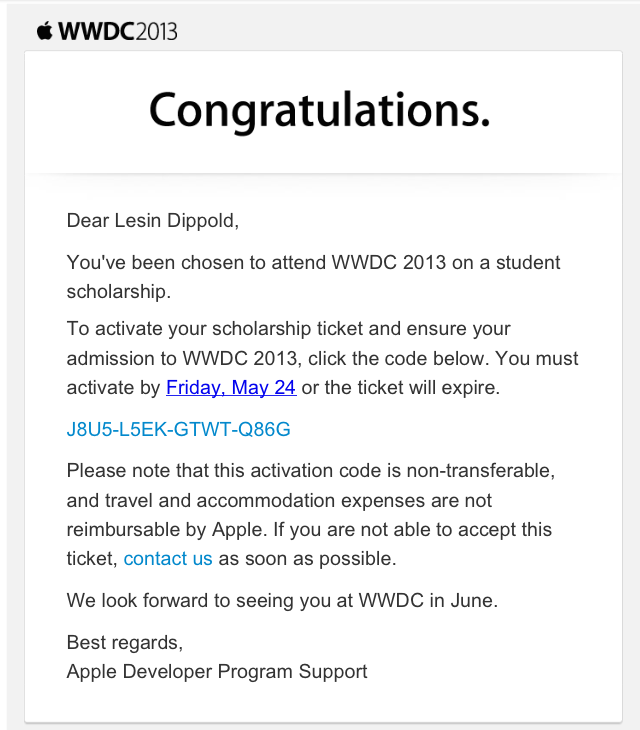 WWDC2013
Congratulations.
Dear Lesin Dippold,
You've been chosen to attend WWDC 2013 on a student
scholarship.
To activate your scholarship ticket and ensure your
admission to WWDC 2013, click the code below. You must
activate by Friday, May 24 or the ticket will expire.
J8U5-L5EK-GTWT-Q86G
Please note that this activation code is non-transferable,
and travel and accommodation expenses are not
reimbursable by Apple. If you are not able to accept this
ticket, contact us as soon as possible.
We look forward to seeing you at WWDC in June.
Best regards,
Apple Developer Program Support